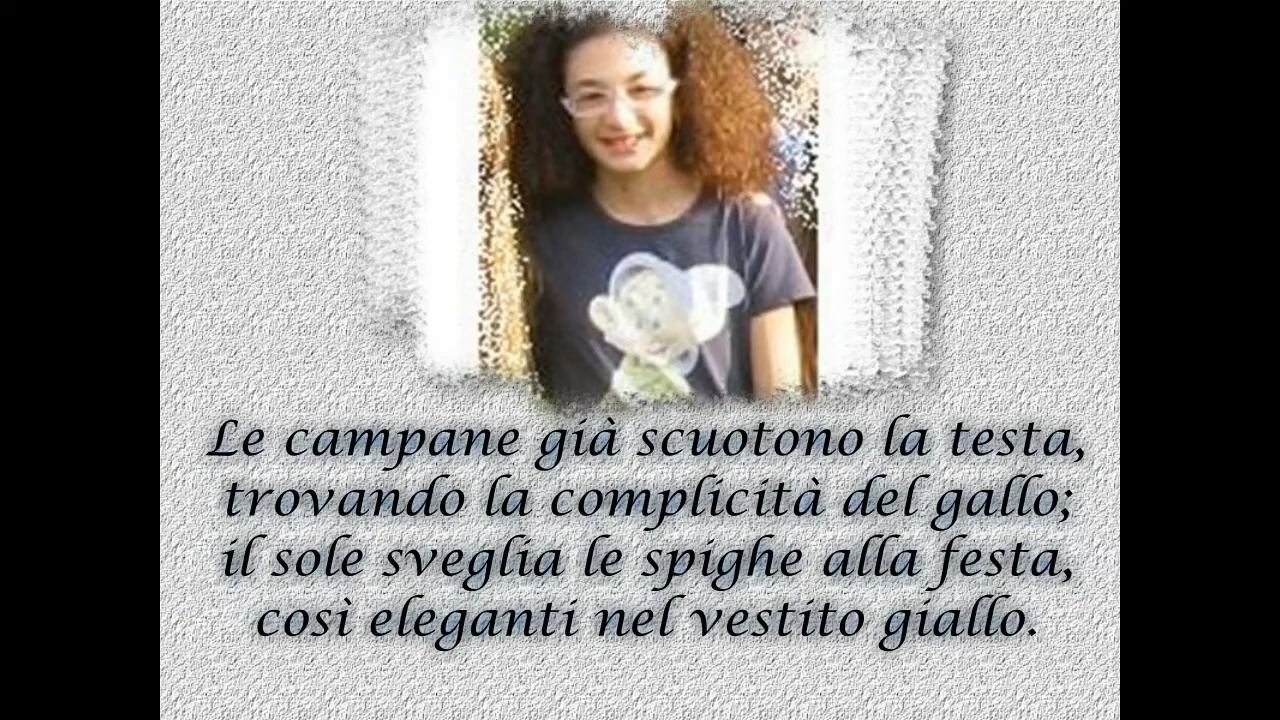 Le campane già scuotono la testa,
trovando la complicità del gallo;
il sole sveglia le spighe alla festa,
così eleganti nel vestito giallo.